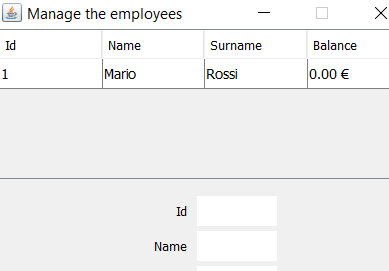 Manage the employees
Id Name Surname Balance
1 Mario Rossi 0.00 €
Id
Name